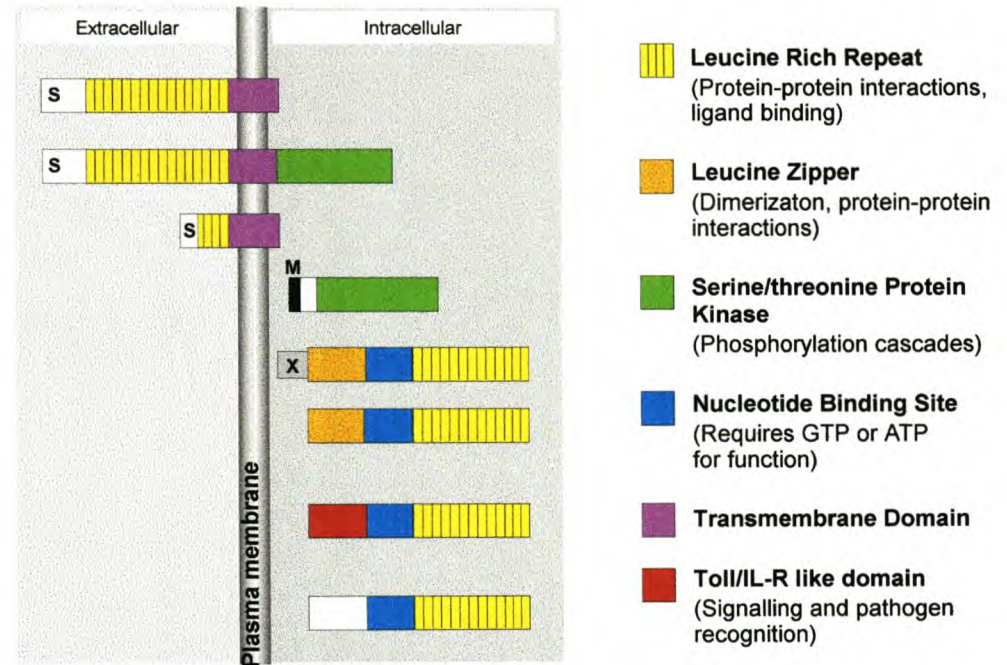 Extracellular
Intracellular
S
S
S
M
X
Plasma membrane
Leucine Rich Repeat
(Protein-protein interactions,
ligand binding)
Leucine Zipper
(Dimerizaton, protein-protein
interactions)
Serine/threonine Protein
Kinase
(Phosphorylation cascades)
Nucleotide Binding Site
(Requires GTP or ATP
for function)
Transmembrane Domain
Toll/IL-R like domain
(Signalling and pathogen
recognition)